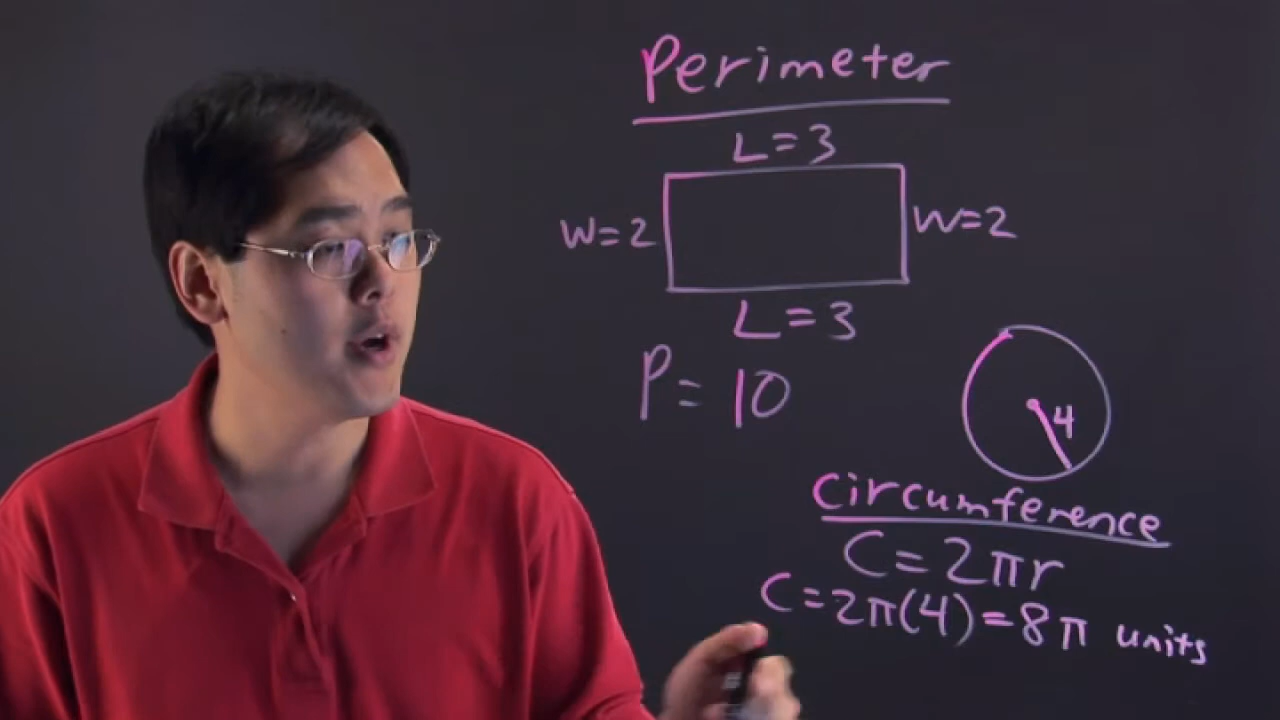 Perimeter
L=3
W=2 W=2
L=3
P=10
4
Circumference
C=2πr
C=2π(4)=8π units